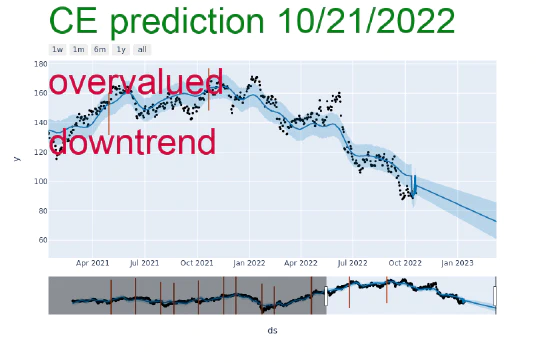 CE prediction 10/21/2022
1w 1m 6m 1y all
180
overvalued
160
140
downtrend
120
100
80
60
y
Apr 2021 Jul 2021 Oct 2021 Jan 2022 Apr 2022 Jul 2022 Oct 2022 Jan 2023
ds